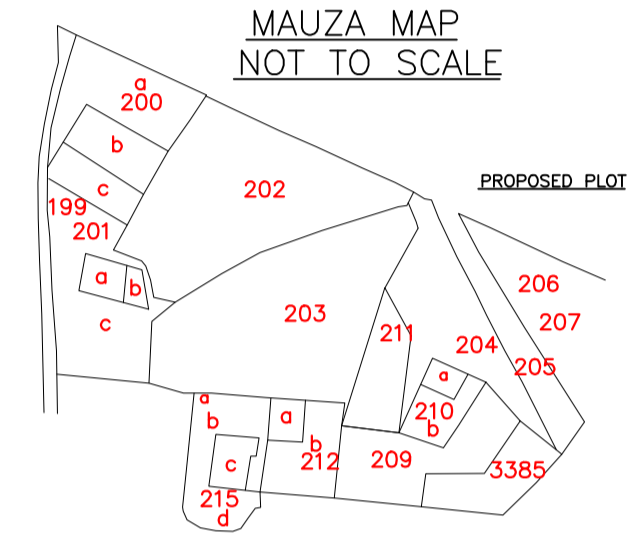 MAUZA MAP
NOT TO SCALE
PROPOSED PLOT
a
200
b
c
202
199
201
a
b
c
203
206
207
211
204
205
a
210
b
a
b
a
b
212
209
c
3385
215
d